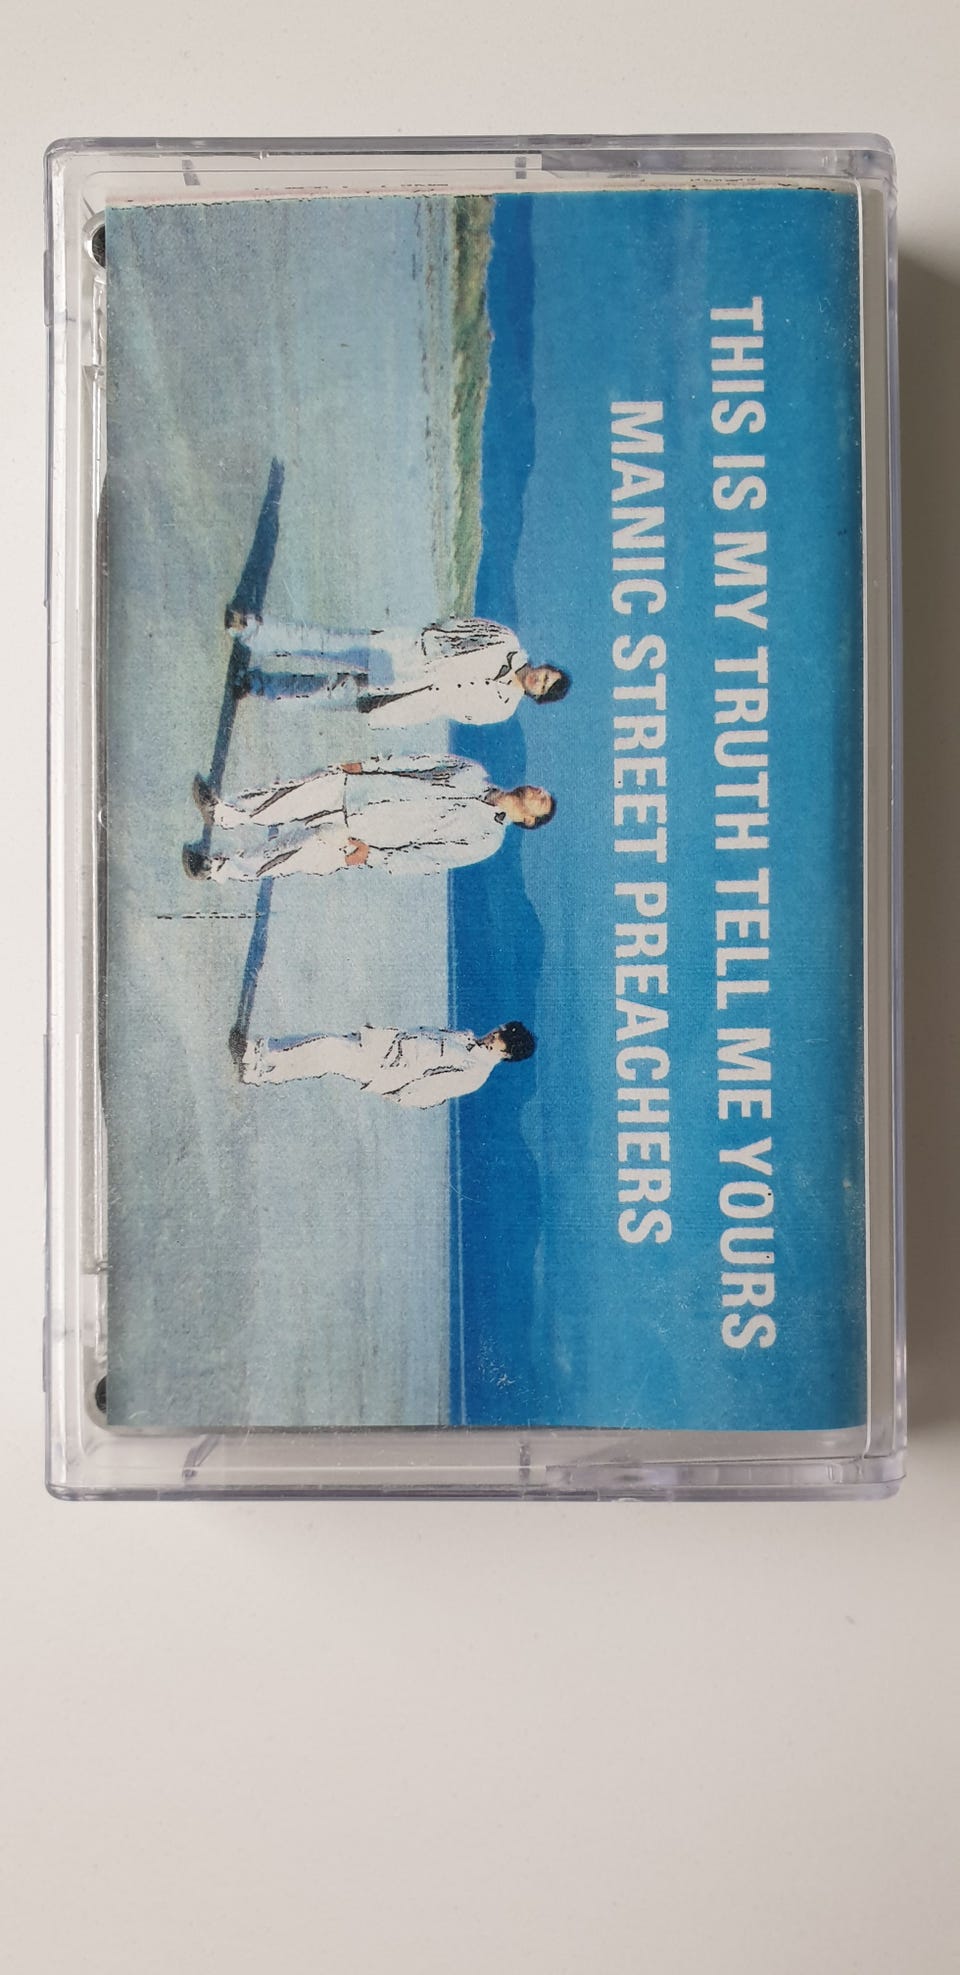 THIS IS MY TRUTH TELL ME YOURS
MANIC STREET PREACHERS